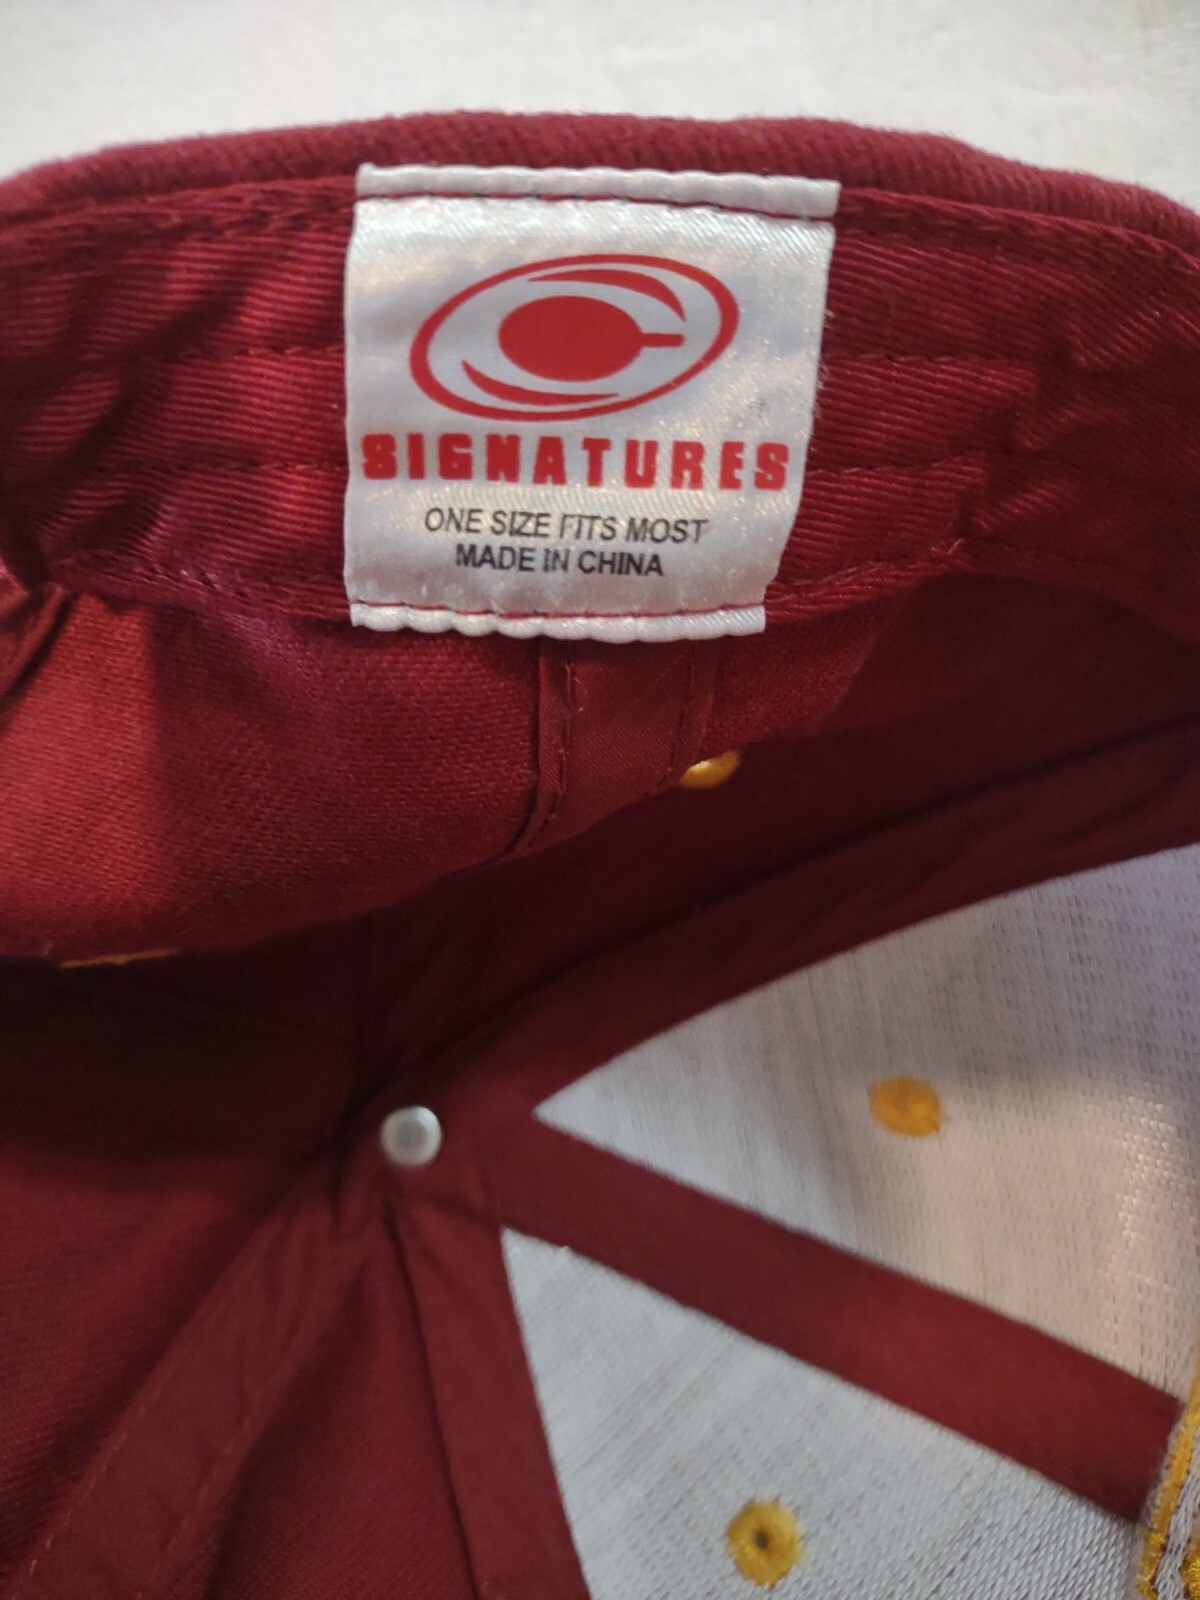 SIGNATURES
ONE SIZE FITS MOST
MADE IN CHINA